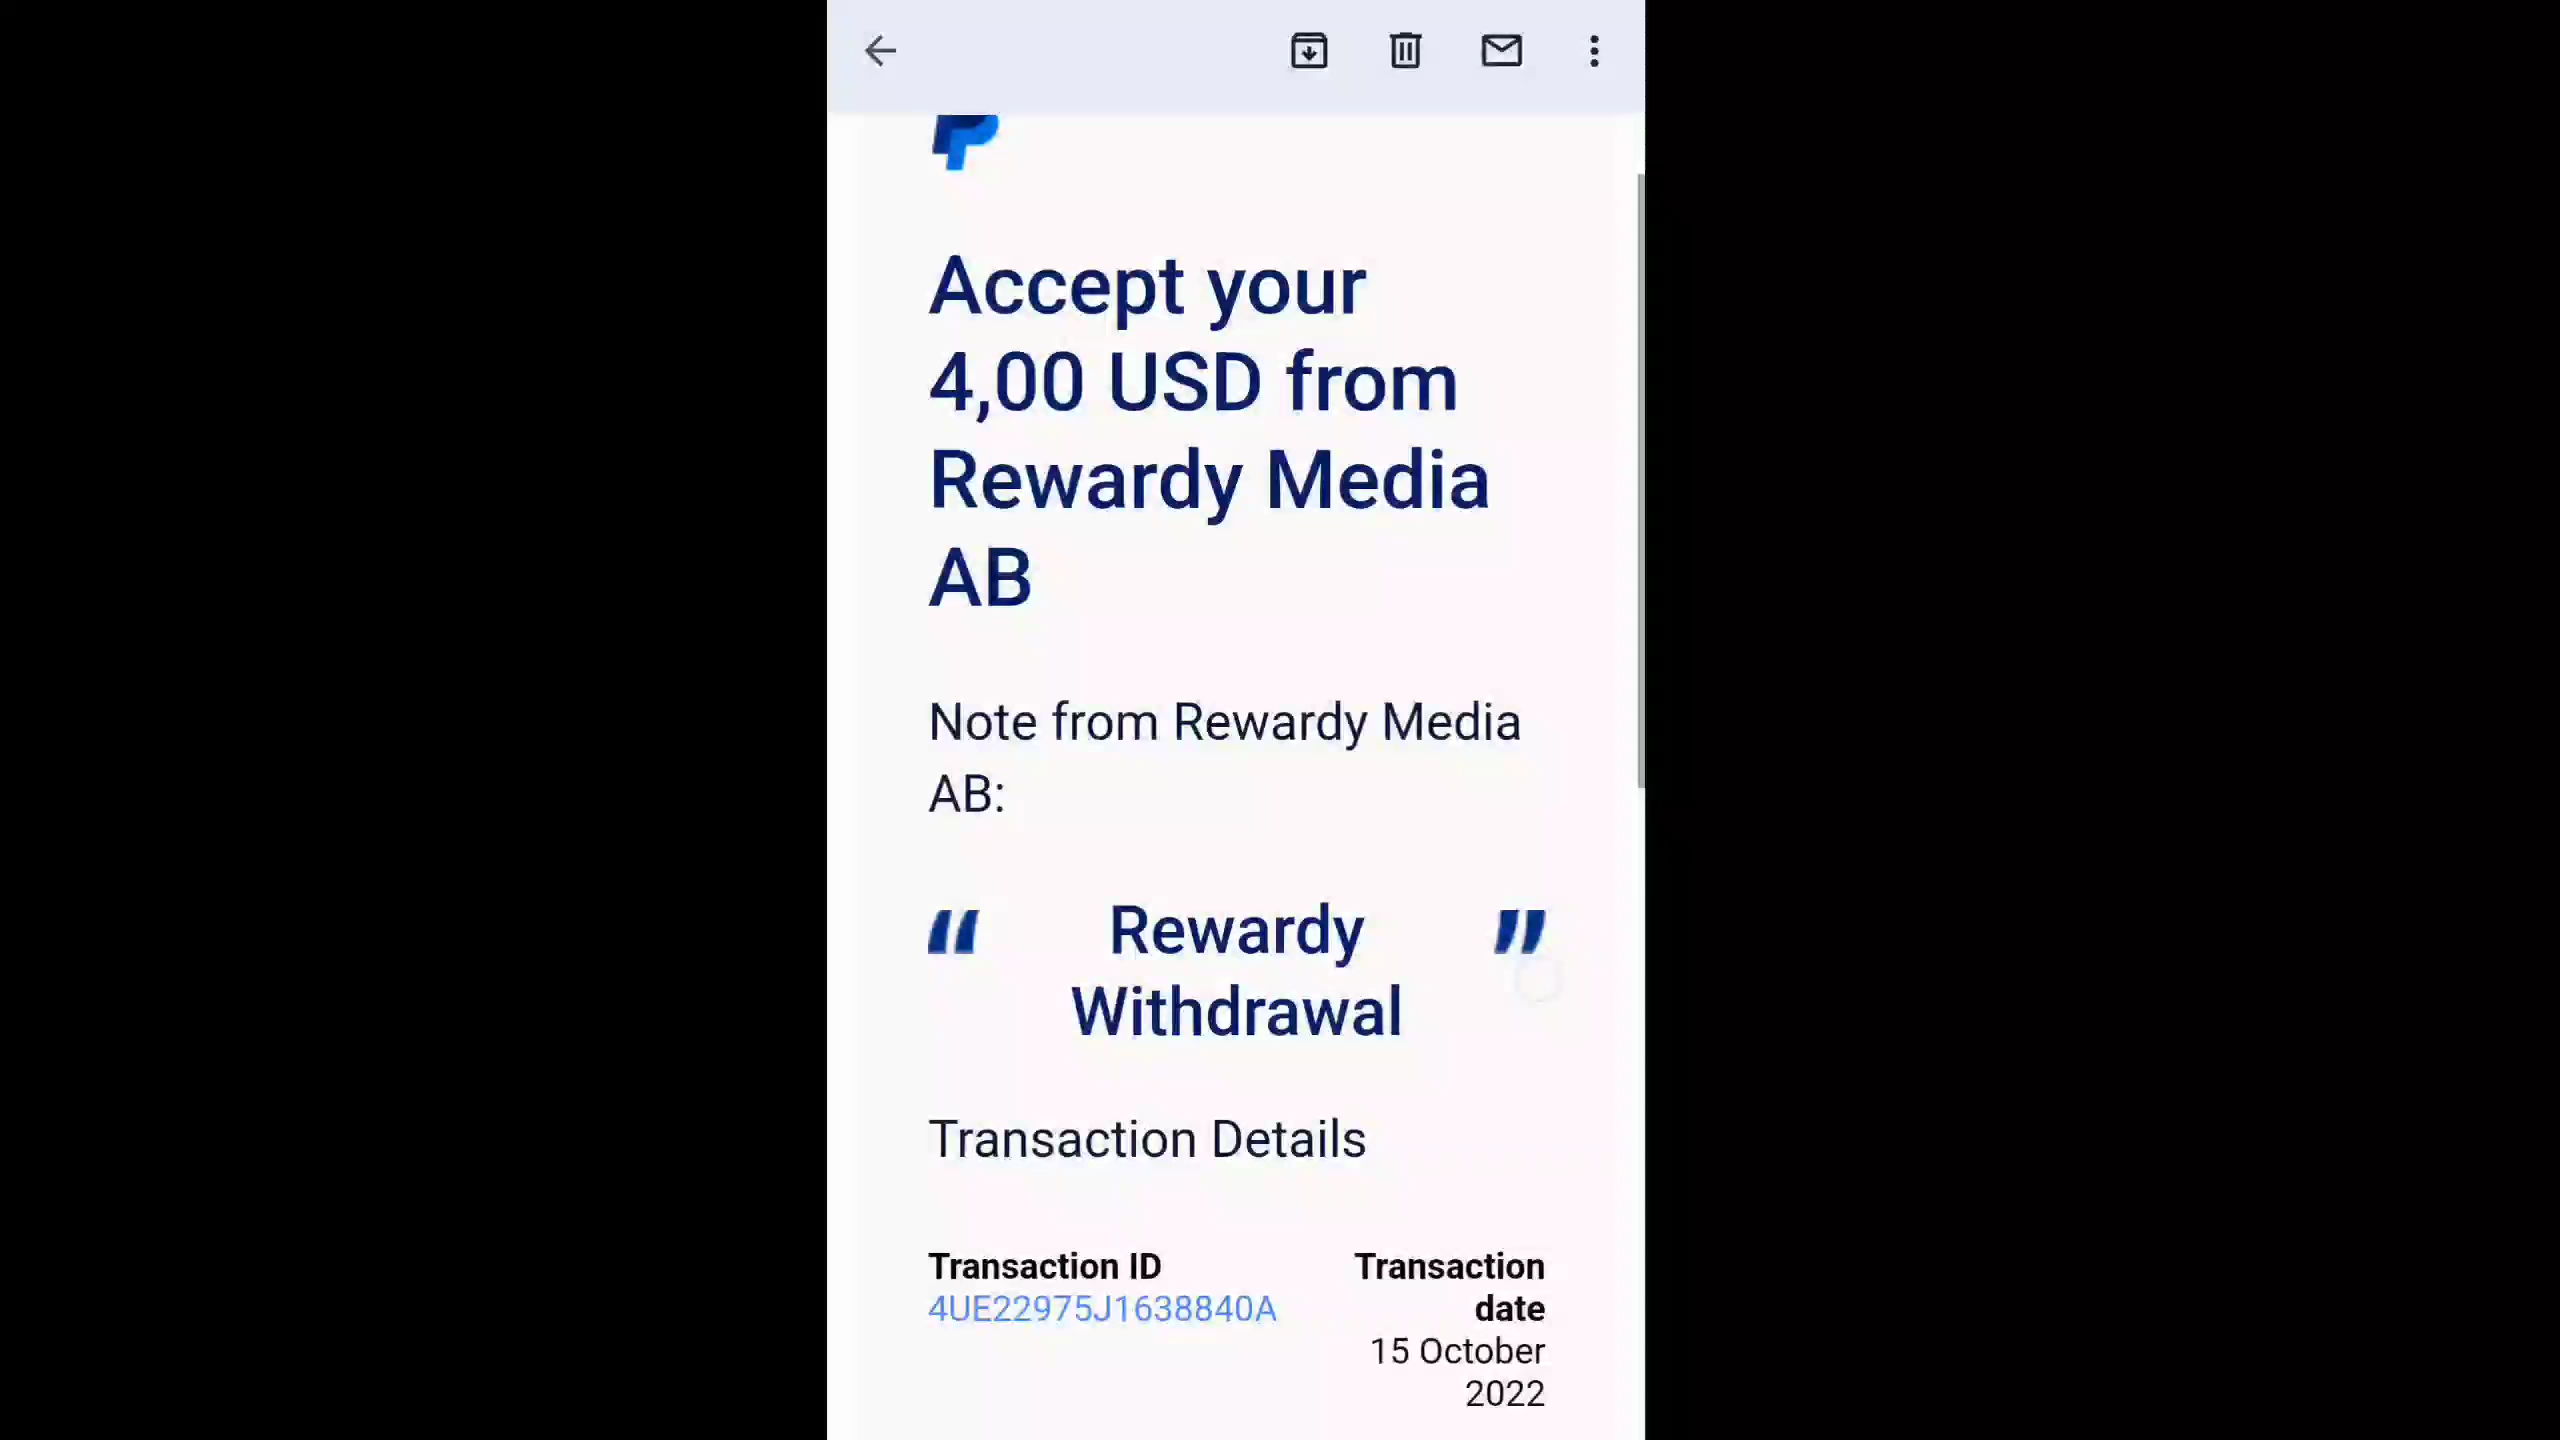 Accept your
4,00 USD from
Rewardy Media
AB
Note from Rewardy Media
AB:
“ Rewardy ”
Withdrawal
Transaction Details
Transaction ID
4UE22975J1638840A
Transaction
date
15 October
2022